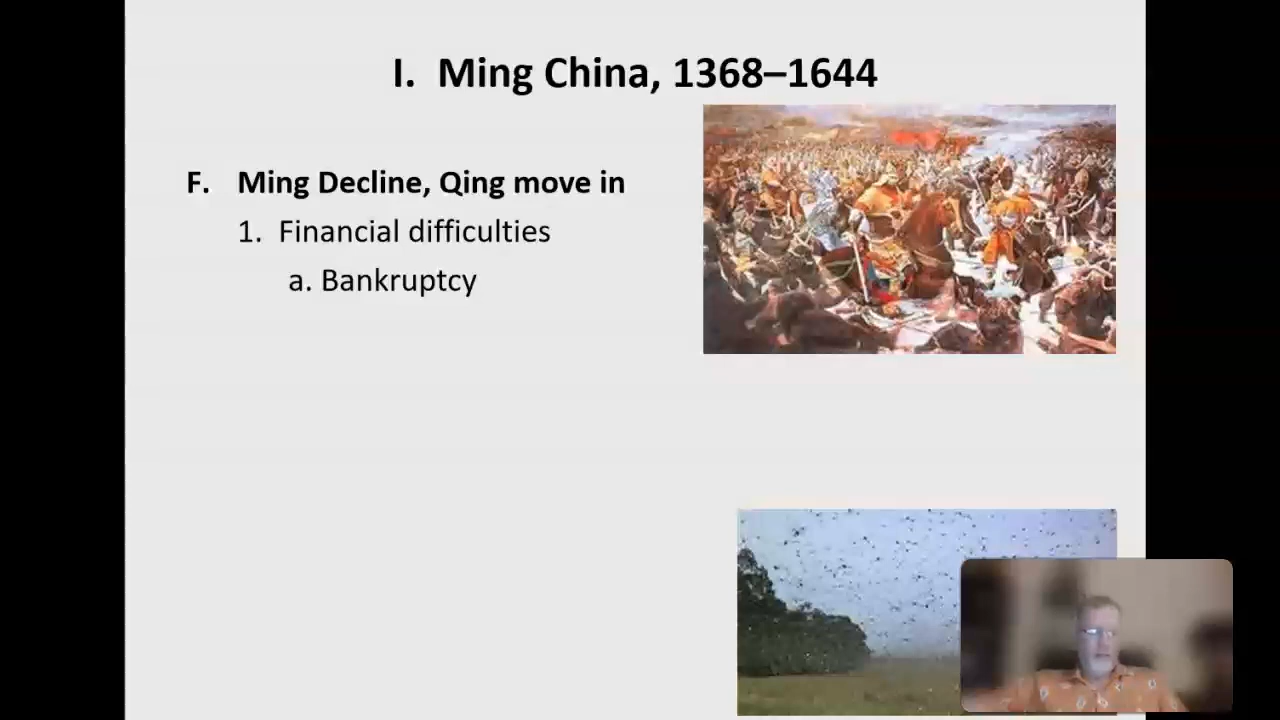 I. Ming China, 1368–1644
F. Ming Decline, Qing move in
1. Financial difficulties
a. Bankruptcy